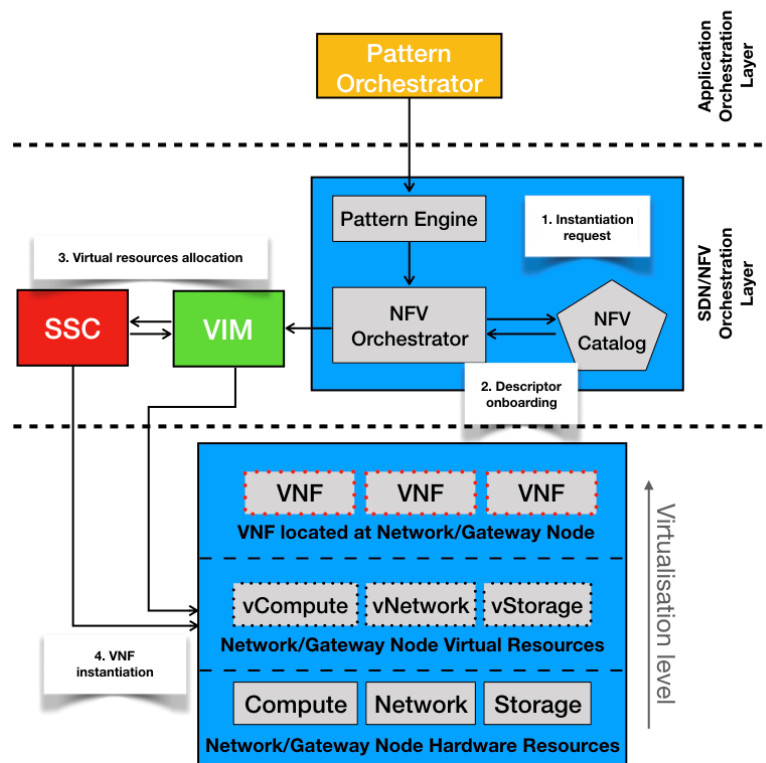 Pattern
Orchestrator
Application
Orchestration
Layer
Pattern Engine
1. Instantiation
request
3. Virtual resources allocation
SDN/NFV
Orchestration
Layer
SSC
VIM
NFV
Orchestrator
NFV
Catalog
2. Descriptor
onboarding
VNF
VNF
VNF
VNF located at Network/Gateway Node
vCompute
vNetwork
vStorage
Network/Gateway Node Virtual Resources
4. VNF
instantiation
Compute
Network
Storage
Network/Gateway Node Hardware Resources
Virtualisation level